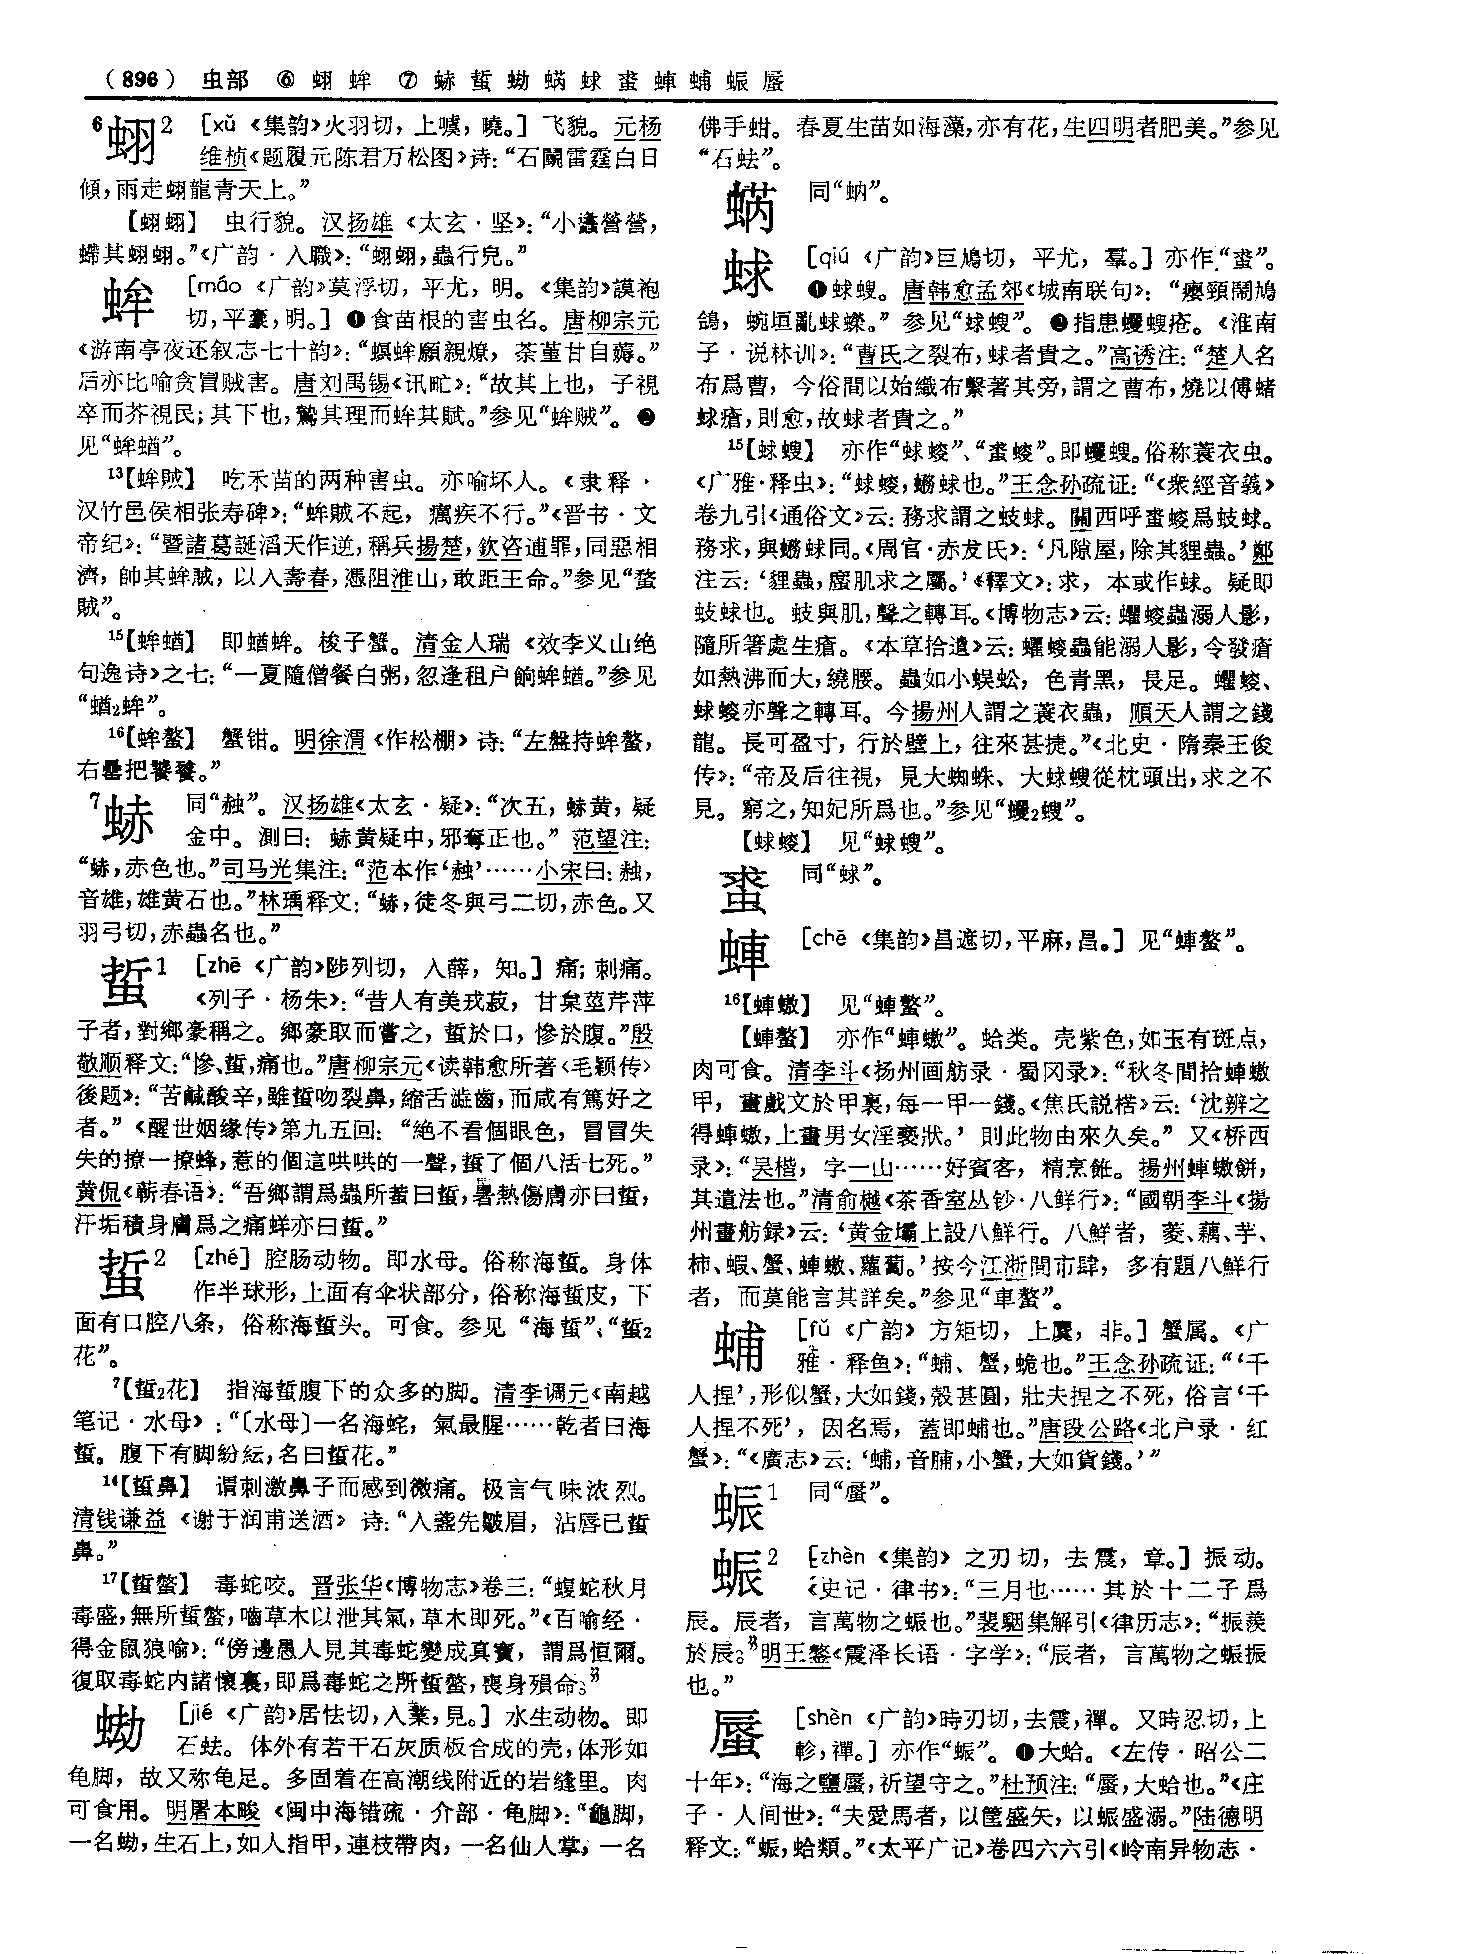 （896） 虫部 ⑥ 蛡 蛑 ⑦ 䖝 蜇 蚴 蜹 蛷 蝵 蛼 蜅 蜄 蜃
6 蛡2 [xǔ《集韵》火羽切，上噳，曉。] 飞貌。元杨
维桢《题履元陈君万松图》诗：“石闌雷霆白日
傾，雨走蛡龍青天上。”
【蛡蛡】 虫行貌。汉扬雄《太玄·坚》：“小蠭營營，
螮其蛡蛡。”《广韵·入職》：“蛡蛡，蟲行皃。”
蛑 [máo《广韵》莫浮切，平尤，明。《集韵》謨袍
切，平豪，明。] ❶食苗根的害虫名。唐柳宗元
《游南亭夜还叙志七十韵》：“螟蛑願親燎，荼堇甘自薅。”
后亦比喻贪冒贼害。唐刘禹锡《讯甿》：“故其上也，子視
卒而芥視民；其下也，鷙其理而蛑其賦。”参见“蛑贼”。❷
见“蛑蝤”。
13【蛑賊】 吃禾苗的两种害虫。亦喻坏人。《隶释·
汉竹邑侯相张寿碑》：“蛑賊不起，癘疾不行。”《晋书·文
帝纪》：“暨諸葛誕滔天作逆，稱兵揚楚，欽咨逋罪，同惡相
濟，帥其蛑賊，以入壽春，憑阻淮山，敢距王命。”参见“蝥
賊”。
15【蛑蝤】 即蝤蛑。梭子蟹。清金人瑞《效李义山绝
句逸诗》之七：“一夏隨僧餐白粥，忽逢租户餉蛑蝤。”参见
“蝤2蛑”。
16【蛑螯】 蟹钳。明徐渭《作松棚》诗：“左盤持蛑螯，
右罍把饕餮。”
7 䖝 同“赨”。汉扬雄《太玄·疑》：“次五，䖝黄，疑
金中。測曰：䖝黄疑中，邪奪正也。”范望注：
“䖝，赤色也。”司马光集注：“范本作‘赨’……小宋曰：赨，
音雄，雄黄石也。”林瑀释文：“䖝，徒冬與弓二切，赤色。又
羽弓切，赤蟲名也。”
蜇1 [zhē《广韵》陟列切，入薛，知。] 痛；刺痛。
《列子·杨朱》：“昔人有美戎菽，甘枲莖芹萍
子者，對鄉豪稱之。鄉豪取而嘗之，蜇於口，慘於腹。”殷
敬顺释文：“慘、蜇，痛也。”唐柳宗元《读韩愈所著〈毛颖传〉
後题》：“苦鹹酸辛，雖蜇吻裂鼻，縮舌澁齒，而咸有篤好之
者。”《醒世姻缘传》第九五回：“絶不看個眼色，冒冒失
失的撩一撩蜂，惹的個這哄哄的一聲，蜇了個八活七死。”
黄侃《蕲春语》：“吾鄉謂爲蟲所螫曰蜇，暑熱傷膚亦曰蜇，
汗垢積身膚爲之痛蛘亦曰蜇。”
蜇2 [zhé] 腔肠动物。即水母。俗称海蜇。身体
作半球形，上面有伞状部分，俗称海蜇皮，下
面有口腔八条，俗称海蜇头。可食。参见“海蜇”、“蜇2
花”。
7【蜇2花】 指海蜇腹下的众多的脚。清李调元《南越
笔记·水母》：“〔水母〕一名海蛇，氣最腥……乾者曰海
蜇。腹下有脚紛紜，名曰蜇花。”
14【蜇鼻】 谓刺激鼻子而感到微痛。极言气味浓烈。
清钱谦益《谢于润甫送酒》诗：“入盞先皺眉，沾唇已蜇
鼻。”
17【蜇螫】 毒蛇咬。晋张华《博物志》卷三：“蝮蛇秋月
毒盛，無所蜇螫，嚙草木以泄其氣，草木即死。”《百喻经·
得金鼠狼喻》：“傍邊愚人見其毒蛇變成真寶，謂爲恒爾。
復取毒蛇内諸懷裏，即爲毒蛇之所蜇螫，喪身殞命。”
蚴 [jié《广韵》居怯切，入業，見。] 水生动物。即
石蚨。体外有若干石灰质板合成的壳，体形如
龟脚，故又称龟足。多固着在高潮线附近的岩缝里。肉
可食用。明屠本畯《闽中海错疏·介部·龟脚》：“龜脚，
一名蚴，生石上，如人指甲，連枝帶肉，一名仙人掌，一名
佛手蚶。春夏生苗如海藻，亦有花，生四明者肥美。”参见
“石蚨”。
蜹 同“蚋”。
蛷 [qiú《广韵》巨鳩切，平尤，羣。] 亦作“蝵”。
❶蛷螋。唐韩愈孟郊《城南联句》：“癭頸鬧鳩
鴿，蜿垣亂蛷蠑。”参见“蛷螋”。❷指患蠼螋疮。《淮南
子·说林训》：“曹氏之裂布，蛷者貴之。”高诱注：“楚人名
布爲曹，今俗間以始織布繫著其旁，謂之曹布，燒以傅蝫
蛷瘡，則愈，故蛷者貴之。”
15【蛷螋】 亦作“蛷蝬”、“蝵蝬”。即蠼螋。俗称蓑衣虫。
《广雅·释虫》：“蛷蝬，蟧蛷也。”王念孙疏证：“《衆經音義》
卷九引《通俗文》云：務求謂之蚑蛷。關西呼蝵蝬爲蚑蛷。
務求，與蟧蛷同。《周官·赤犮氏》：‘凡隙屋，除其貍蟲。’鄭
注云：‘貍蟲，䗪肌求之屬。’《釋文》：求，本或作蛷。疑即
蚑蛷也。蚑與肌，聲之轉耳。《博物志》云：蠷蝬蟲溺人影，
隨所箸處生瘡。《本草拾遺》云：蠷蝬蟲能溺人影，令發瘡
如熱沸而大，繞腰。蟲如小蜈蚣，色青黑，長足。蠷蝬、
蛷蝬亦聲之轉耳。今揚州人謂之蓑衣蟲，順天人謂之錢
龍。長可盈寸，行於壁上，往來甚捷。”《北史·隋秦王俊
传》：“帝及后往視，見大蜘蛛、大蛷螋從枕頭出，求之不
見。窮之，知妃所爲也。”参见“蠼2螋”。
【蛷蝬】 见“蛷螋”。
蝵 同“蛷”。
蛼 [chē《集韵》昌遮切，平麻，昌。] 见“蛼螯”。
16【蛼蟟】 见“蛼螯”。
【蛼螯】 亦作“蛼蟟”。蛤类。壳紫色，如玉有斑点，
肉可食。清李斗《扬州画舫录·蜀冈录》：“秋冬間拾蛼蟟
甲，畫戲文於甲裏，每一甲一錢。《焦氏説楛》云：‘沈辨之
得蛼蟟，上畫男女淫褻狀。’則此物由來久矣。”又《桥西
录》：“吴楷，字一山……好賓客，精烹飪。揚州蛼蟟餅，
其遺法也。”清俞樾《茶香室丛钞·八鲜行》：“國朝李斗《揚
州畫舫録》云：‘黄金壩上設八鮮行。八鮮者，菱、藕、芋、
柿、蝦、蟹、蛼蟟、蘿蔔。’按今江浙間市肆，多有題八鮮行
者，而莫能言其詳矣。”参见“車螯”。
蜅 [fǔ《广韵》方矩切，上麌，非。] 蟹属。《广
雅·释鱼》：“蜅、蟹，蛫也。”王念孙疏证：“‘千
人捏’，形似蟹，大如錢，殻甚圓，壯夫捏之不死，俗言‘千
人捏不死’，因名焉，蓋即蜅也。”唐段公路《北户录·红
蟹》：“《廣志》云：‘蜅，音脯，小蟹，大如貨錢。’”
蜄1 同“蜃”。
蜄2 [zhèn《集韵》之刃切，去震，章。] 振动。
《史记·律书》：“三月也……其於十二子爲
辰。辰者，言萬物之蜄也。”裴駰集解引《律历志》：“振羨
於辰。”明王鏊《震泽长语·字学》：“辰者，言萬物之蜄振
也。”
蜃 [shèn《广韵》時刃切，去震，禪。又時忍切，上
軫，禪。] 亦作“蜄”。❶大蛤。《左传·昭公二
十年》：“海之鹽蜃，祈望守之。”杜预注：“蜃，大蛤也。”《庄
子·人间世》：“夫愛馬者，以筐盛矢，以蜄盛溺。”陆德明
释文：“蜄，蛤類。”《太平广记》卷四六六引《岭南异物志·